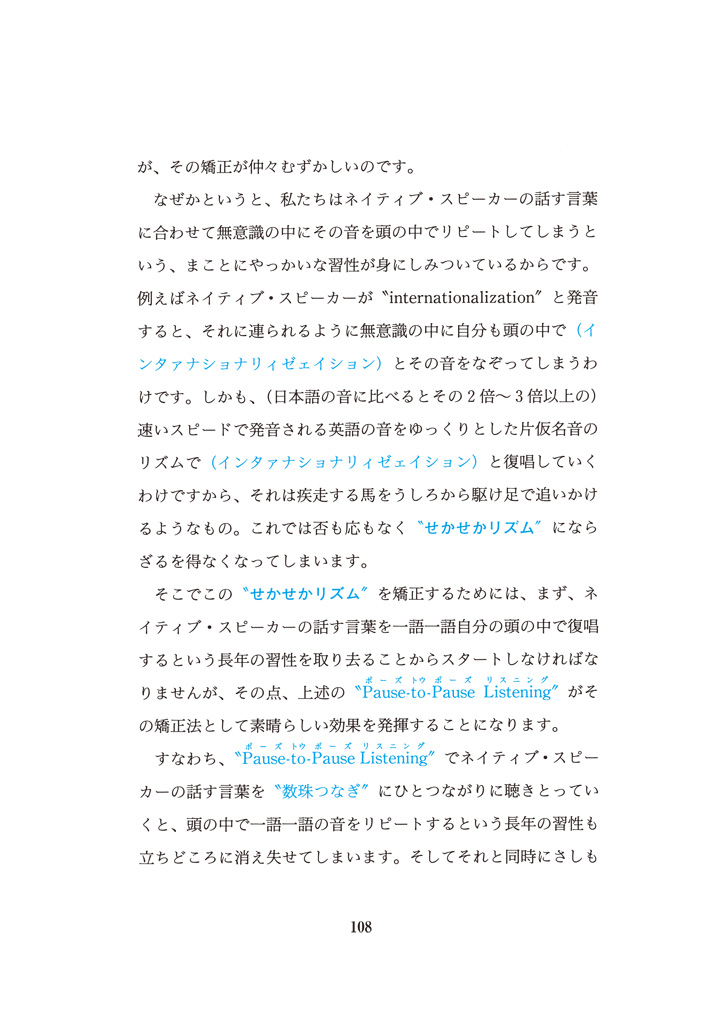 が、その矯正が仲々むずかしいのです。
　なぜかというと、私たちはネイティブ・スピーカーの話す言葉
に合わせて無意識の中にその音を頭の中でリピートしてしまうと
いう、まことにやっかいな習性が身にしみついているからです。
例えばネイティブ・スピーカーが〝internationalization〞と発音
すると、それに連られるように無意識の中に自分も頭の中で（イ
ンタァナショナリィゼェイション）とその音をなぞってしまうわ
けです。しかも、（日本語の音に比べるとその２倍〜３倍以上の）
速いスピードで発音される英語の音をゆっくりとした片仮名音の
リズムで（インタァナショナリィゼェイション）と復唱していく
わけですから、それは疾走する馬をうしろから駆け足で追いかけ
るようなもの。これでは否も応もなく〝せかせかリズム〞になら
ざるを得なくなってしまいます。
　そこでこの〝せかせかリズム〞を矯正するためには、まず、ネ
イティブ・スピーカーの話す言葉を一語一語自分の頭の中で復唱
するという長年の習性を取り去ることからスタートしなければな
ポーズ トウ ポーズ リスニング
りませんが、その点、上述の〝Pause-to-Pause Listening〞がそ
の矯正法として素晴らしい効果を発揮することになります。
ポーズ トウ ポーズ リスニング
　すなわち、〝Pause-to-Pause Listening〞でネイティブ・スピー
カーの話す言葉を〝数珠つなぎ〞にひとつながりに聴きとってい
くと、頭の中で一語一語の音をリピートするという長年の習性も
立ちどころに消え失せてしまいます。そしてそれと同時にさしも
108